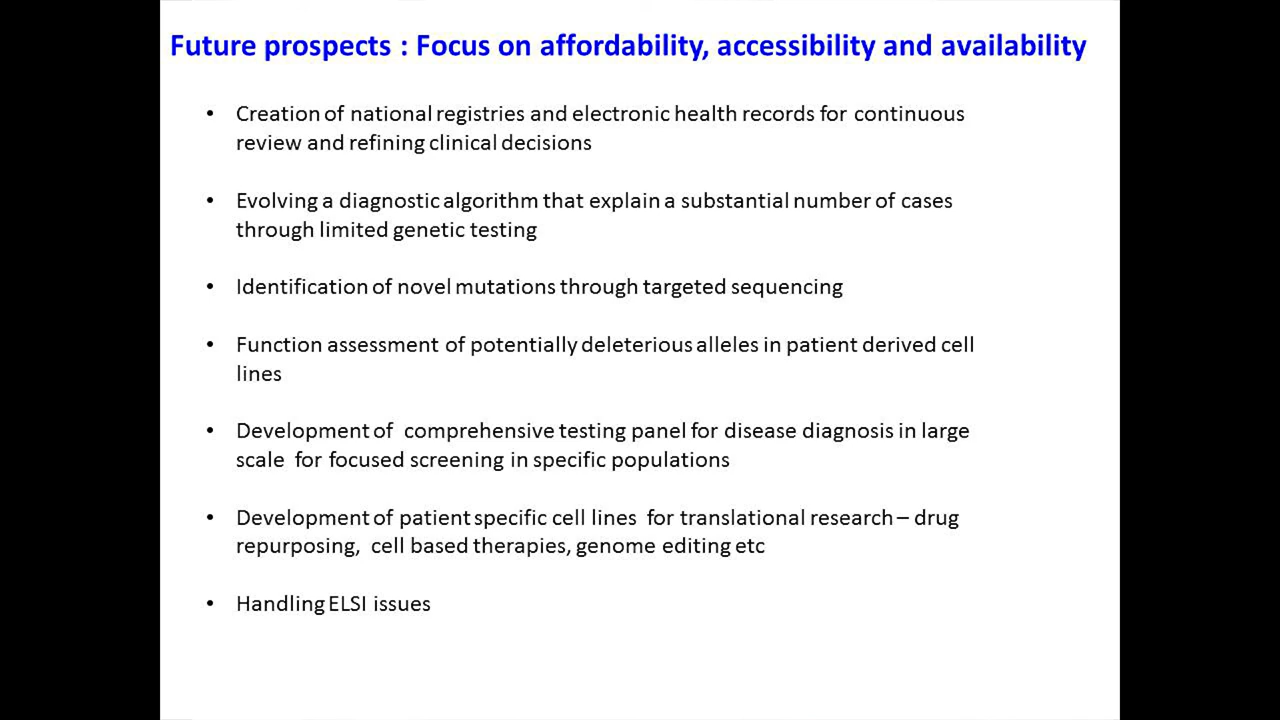 Future prospects : Focus on affordability, accessibility and availability
• Creation of national registries and electronic health records for continuous
review and refining clinical decisions
• Evolving a diagnostic algorithm that explain a substantial number of cases
through limited genetic testing
• Identification of novel mutations through targeted sequencing
• Function assessment of potentially deleterious alleles in patient derived cell
lines
• Development of comprehensive testing panel for disease diagnosis in large
scale for focused screening in specific populations
• Development of patient specific cell lines for translational research – drug
repurposing, cell based therapies, genome editing etc
• Handling ELSI issues